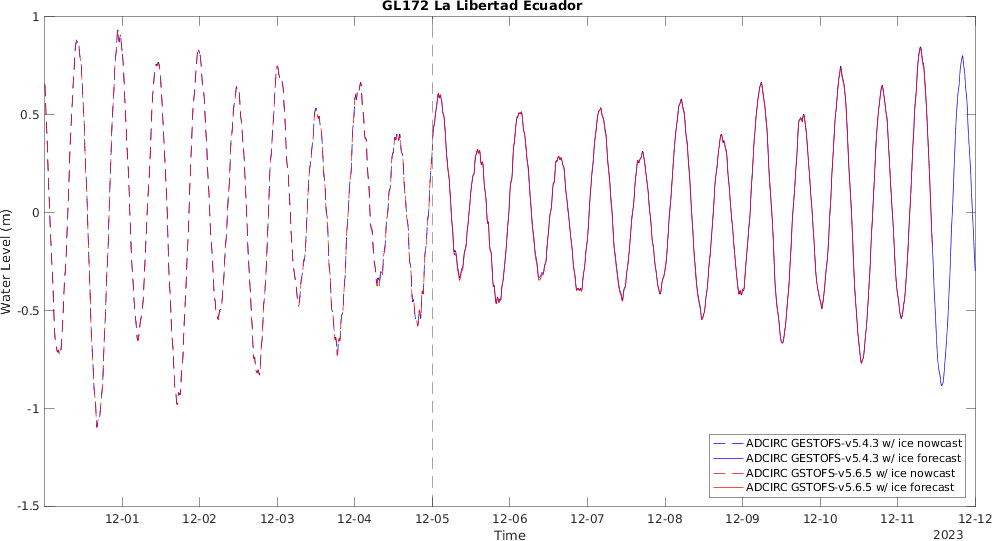 GL172 La Libertad Ecuador
1
0.5
0
-0.5
-1
-1.5
Water Level (m)
ADCIRC GESTOFS-v5.4.3 w/ ice nowcast
ADCIRC GESTOFS-v5.4.3 w/ ice forecast
ADCIRC GSTOFS-v5.6.5 w/ ice nowcast
ADCIRC GSTOFS-v5.6.5 w/ ice forecast
12-01 12-02 12-03 12-04 12-05 12-06 12-07 12-08 12-09 12-10 12-11 12-12
Time
2023